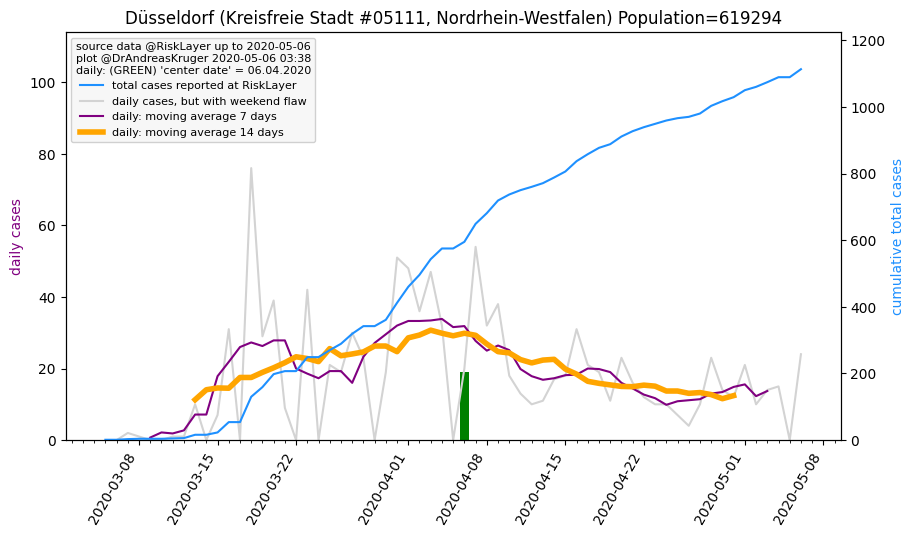 Düsseldorf (Kreisfreie Stadt #05111, Nordrhein-Westfalen) Population=619294
source data @RiskLayer up to 2020-05-06
plot @DrAndreasKruger 2020-05-06 03:38
daily: (GREEN) 'center date' = 06.04.2020
total cases reported at RiskLayer
daily cases, but with weekend flaw
daily: moving average 7 days
daily: moving average 14 days
daily cases
100
80
60
40
20
0
cumulative total cases
1200
1000
800
600
400
200
0
2020-03-08
2020-03-15
2020-03-22
2020-04-01
2020-04-08
2020-04-15
2020-04-22
2020-05-01
2020-05-08